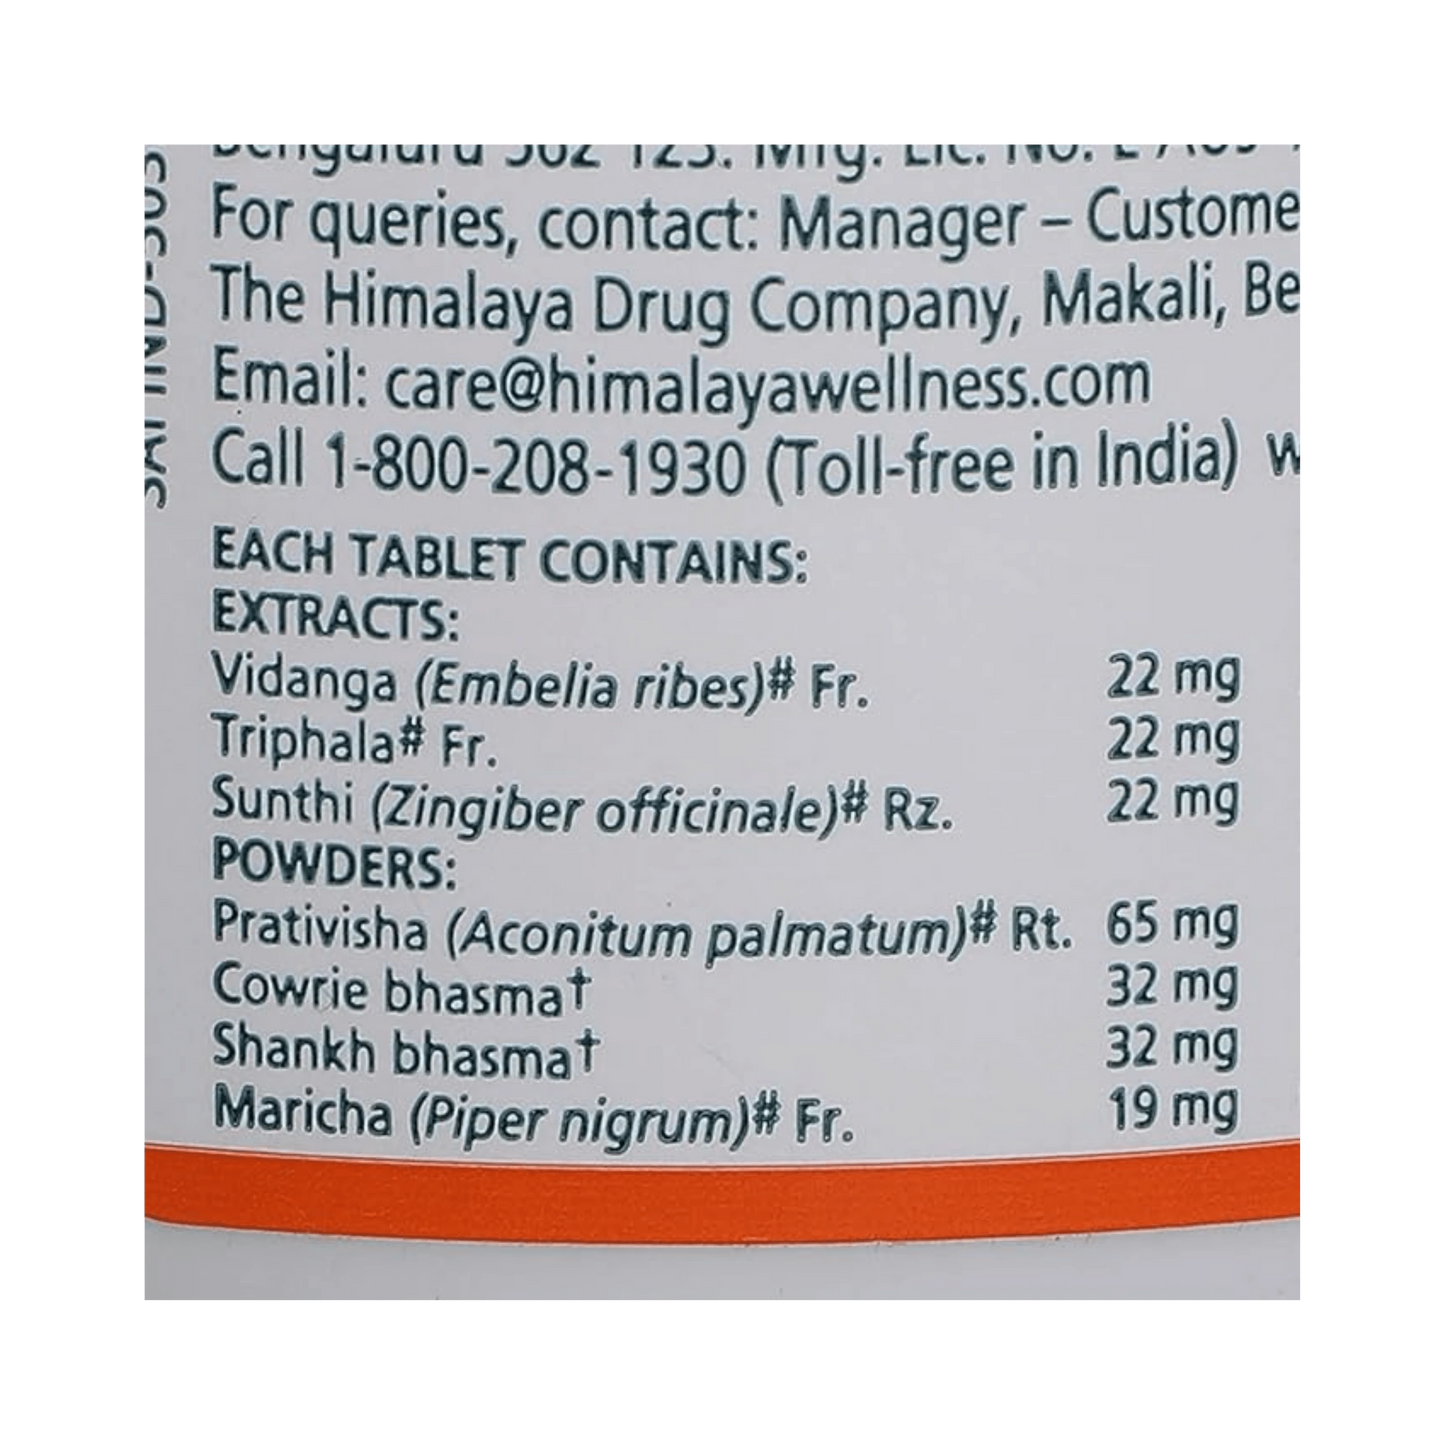 For queries, contact: Manager – Custome
The Himalaya Drug Company, Makali, Be
Email: care@himalayawellness.com
Call 1-800-208-1930 (Toll-free in India) w
EACH TABLET CONTAINS:
EXTRACTS:
Vidanga (Embelia ribes)# Fr. 22 mg
Triphala# Fr. 22 mg
Sunthi (Zingiber officinale)# Rz. 22 mg
POWDERS:
Prativisha (Aconitum palmatum)# Rt. 65 mg
Cowrie bhasma† 32 mg
Shankh bhasma† 32 mg
Maricha (Piper nigrum)# Fr. 19 mg